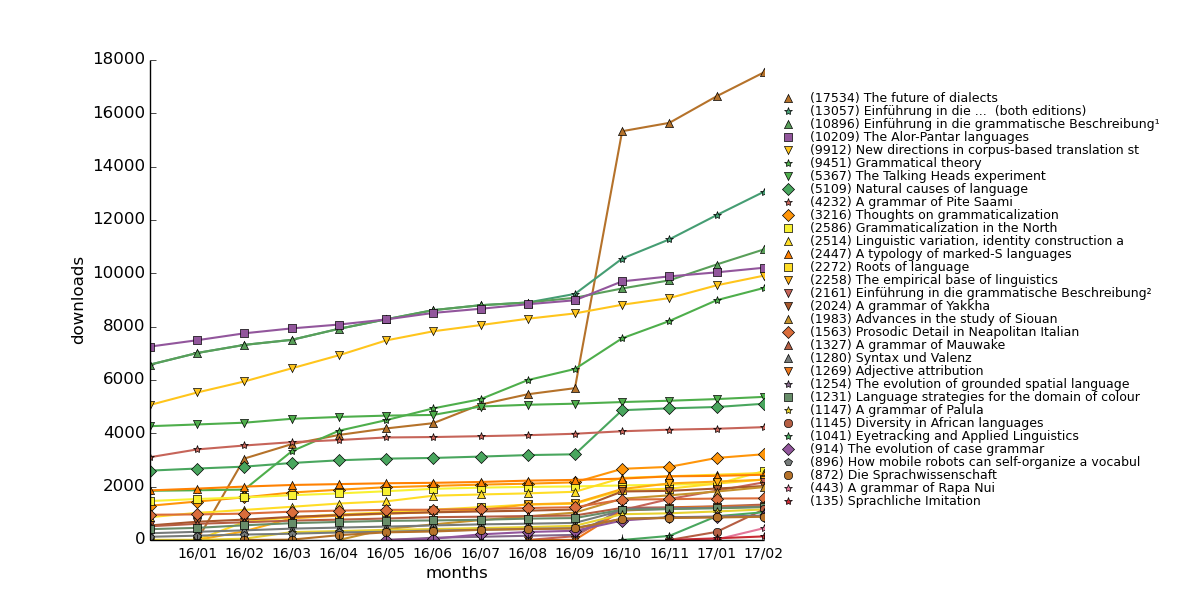 18000
16000
14000
12000
10000
8000
6000
4000
2000
0
downloads
16/01 16/02 16/03 16/04 16/05 16/06 16/07 16/08 16/09 16/10 16/11 17/01 17/02
months
(17534) The future of dialects
(13057) Einführung in die ... (both editions)
(10896) Einführung in die grammatische Beschreibung¹
(10209) The Alor-Pantar languages
(9912) New directions in corpus-based translation st
(9451) Grammatical theory
(5367) The Talking Heads experiment
(5109) Natural causes of language
(4232) A grammar of Pite Saami
(3216) Thoughts on grammaticalization
(2586) Grammaticalization in the North
(2514) Linguistic variation, identity construction a
(2447) A typology of marked-S languages
(2272) Roots of language
(2258) The empirical base of linguistics
(2161) Einführung in die grammatische Beschreibung²
(2024) A grammar of Yakkha
(1983) Advances in the study of Siouan
(1563) Prosodic Detail in Neapolitan Italian
(1327) A grammar of Mauwake
(1280) Syntax und Valenz
(1269) Adjective attribution
(1254) The evolution of grounded spatial language
(1231) Language strategies for the domain of colour
(1147) A grammar of Palula
(1145) Diversity in African languages
(1041) Eyetracking and Applied Linguistics
(914) The evolution of case grammar
(896) How mobile robots can self-organize a vocabul
(872) Die Sprachwissenschaft
(443) A grammar of Rapa Nui
(135) Sprachliche Imitation